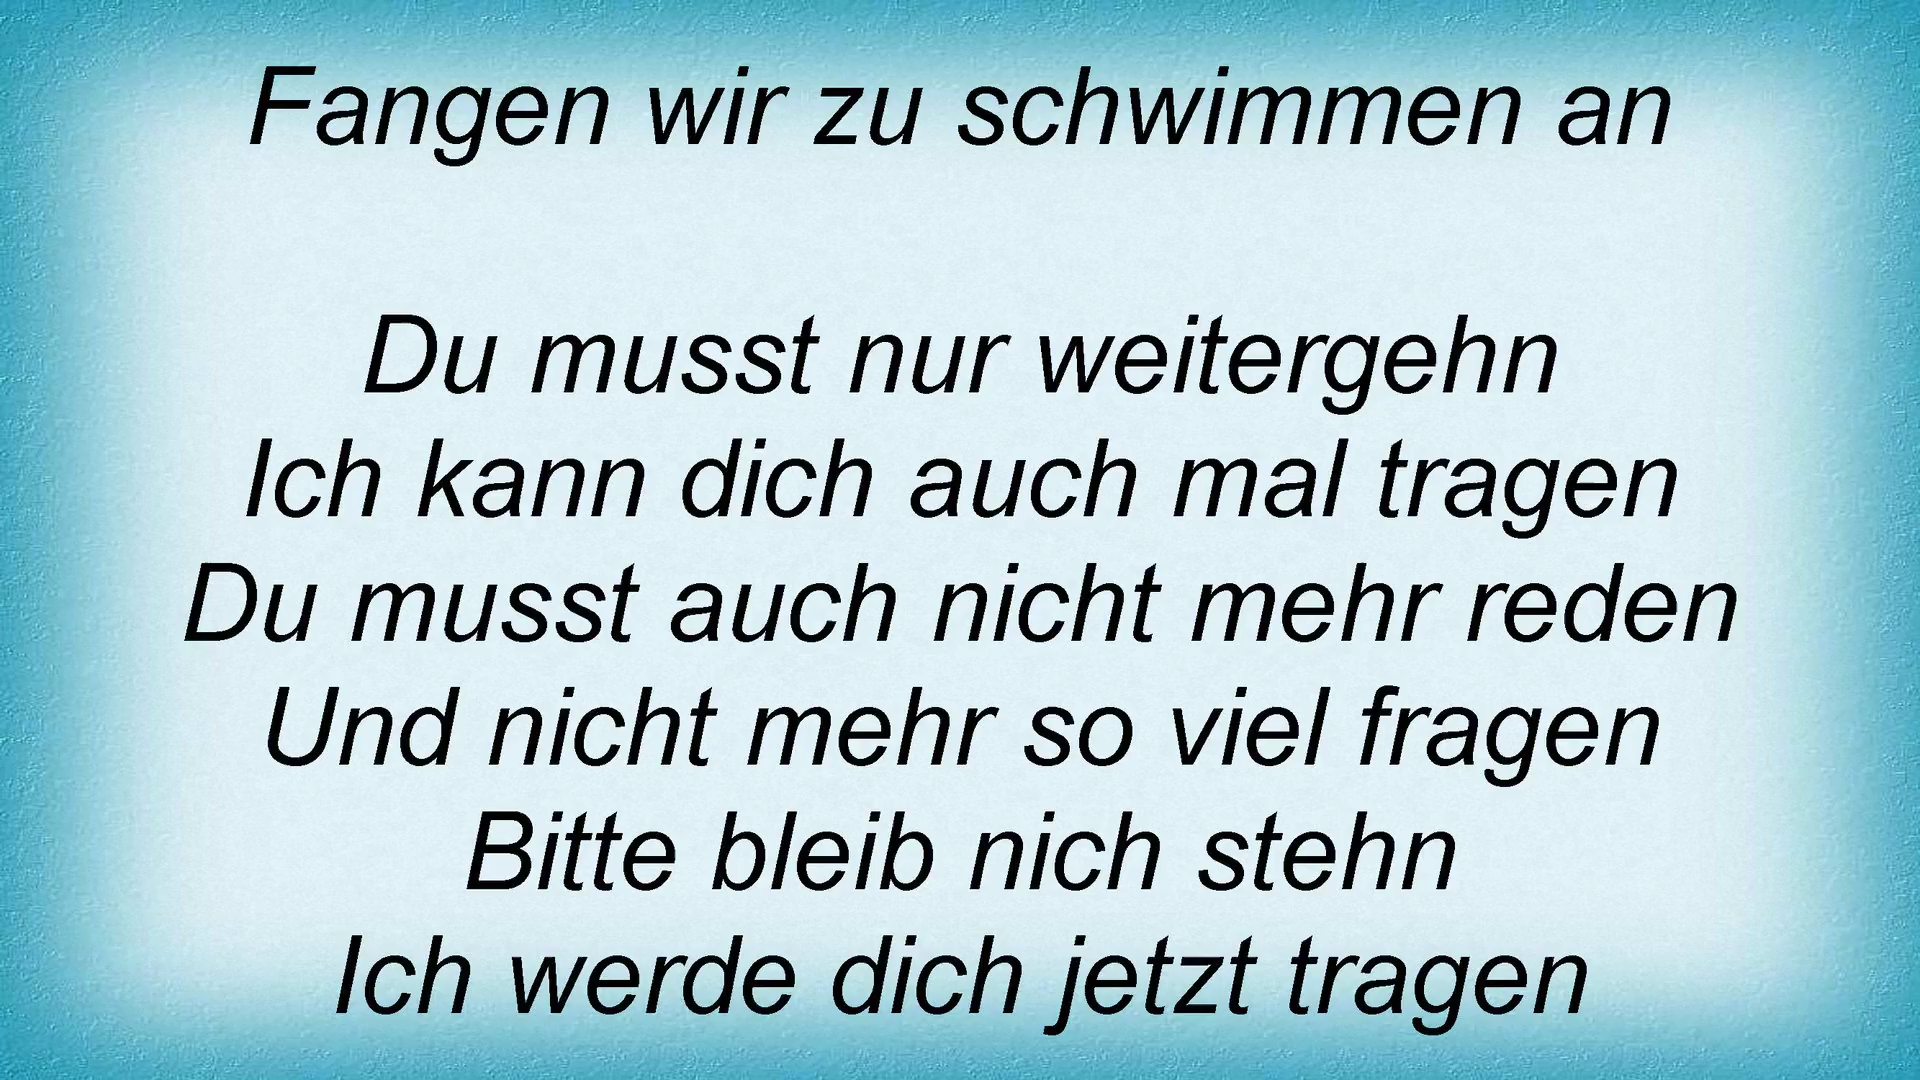 Fangen wir zu schwimmen an
Du musst nur weitergehn
Ich kann dich auch mal tragen
Du musst auch nicht mehr reden
Und nicht mehr so viel fragen
Bitte bleib nich stehn
Ich werde dich jetzt tragen